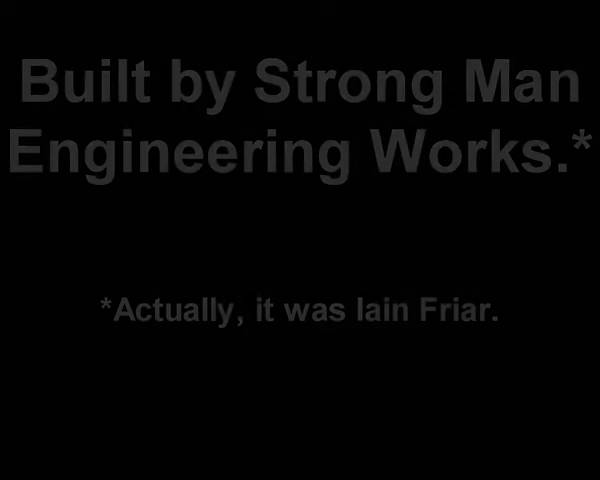 Built by Strong Man
Engineering Works.*
*Actually, it was Iain Friar.